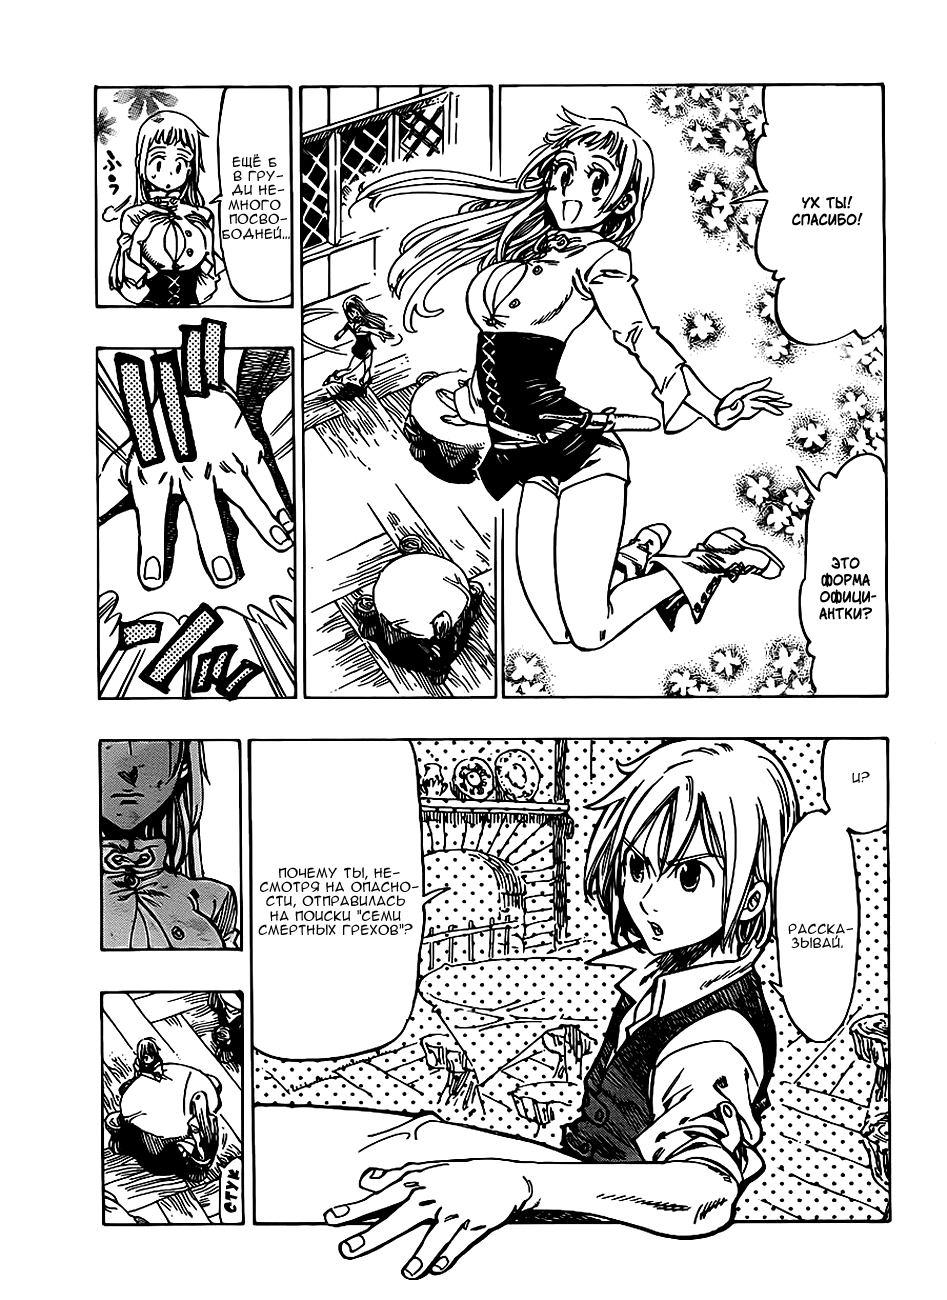 УХ ТЫ!
СПАСИБО!
ЭТО
ФОРМА
ОФИЦИ-
АНТКИ?
ЕЩЁ Б
В ГРУ-
ДИ НЕ-
МНОГО
ПОСВО-
БОДНЕЙ...
И?
РАССКА-
ЗЫВАЙ.
ПОЧЕМУ ТЫ, НЕ-
СМОТРЯ НА ОПАСНО-
СТИ, ОТПРАВИЛАСЬ
НА ПОИСКИ "СЕМИ
СМЕРТНЫХ ГРЕХОВ"?
СТУК